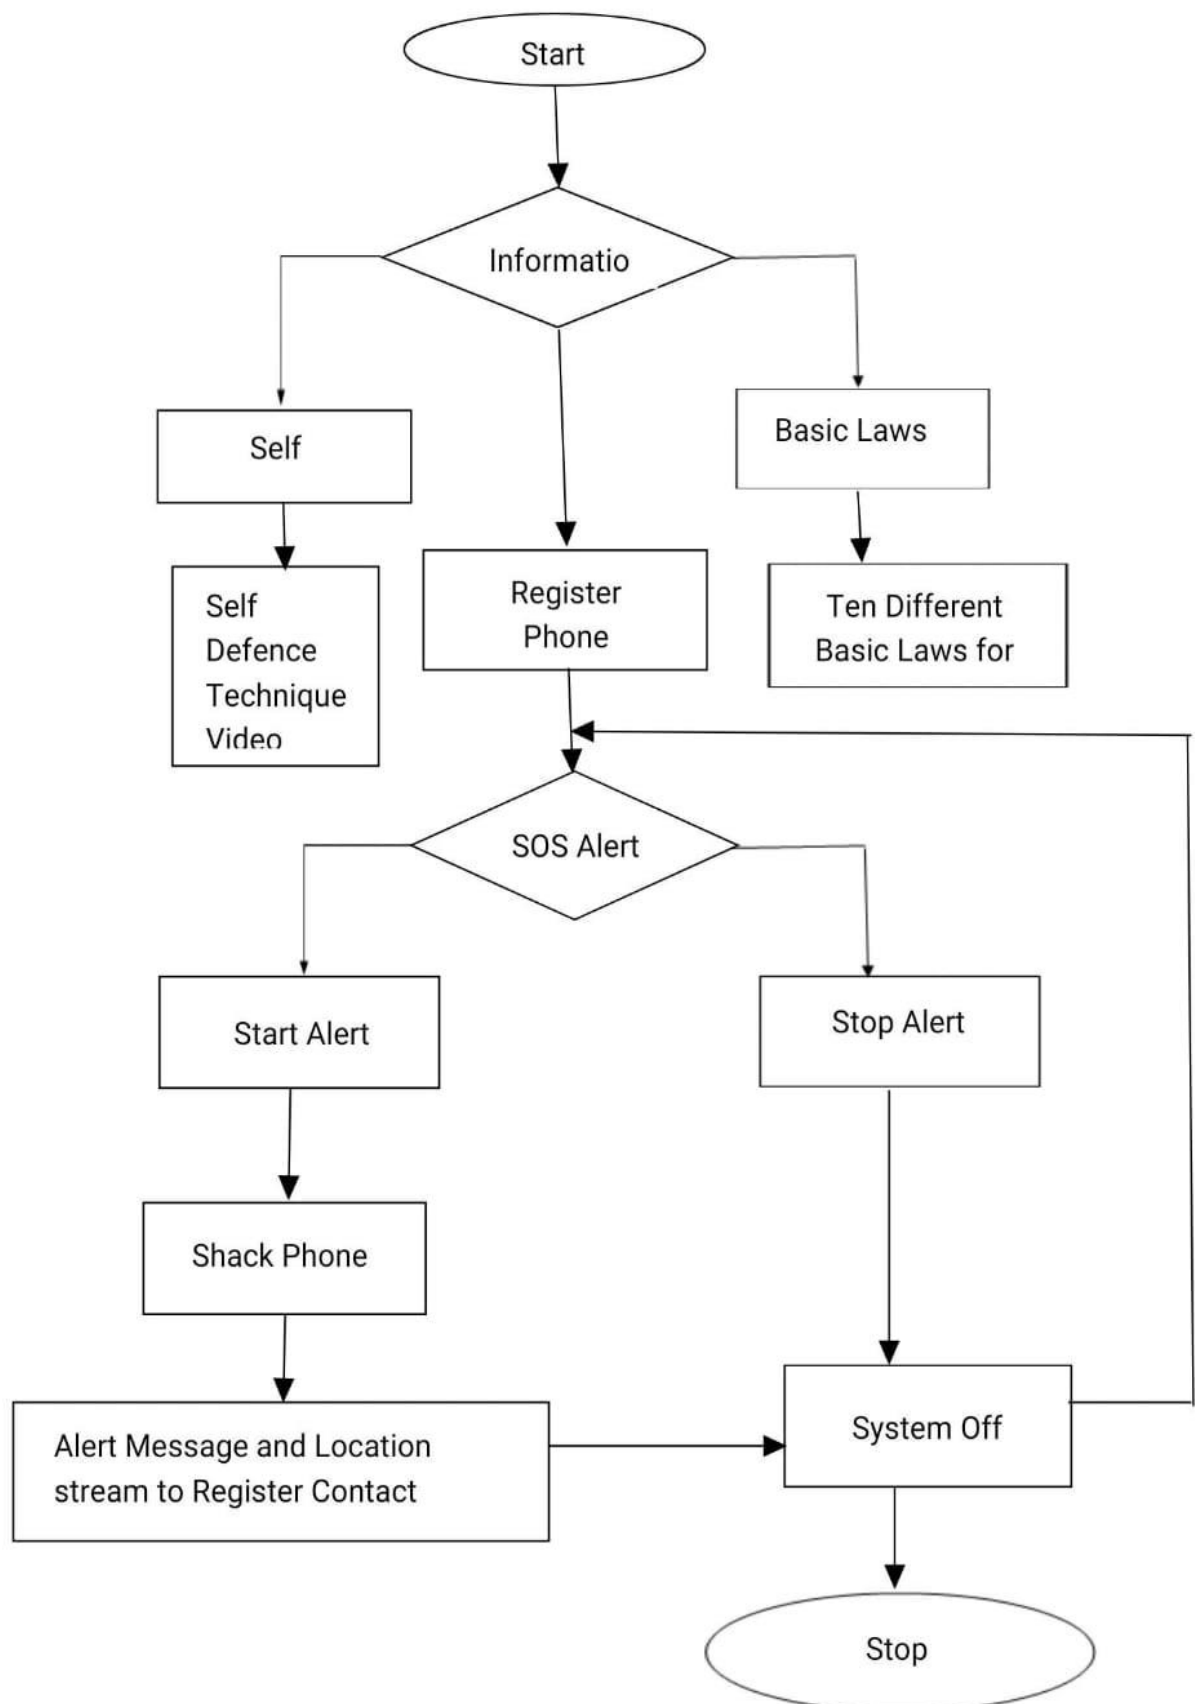 Start
Informatio
Self
Basic Laws
Self
Defence
Technique
Video
Register
Phone
Ten Different
Basic Laws for
SOS Alert
Start Alert
Stop Alert
Shack Phone
Alert Message and Location
stream to Register Contact
System Off
Stop